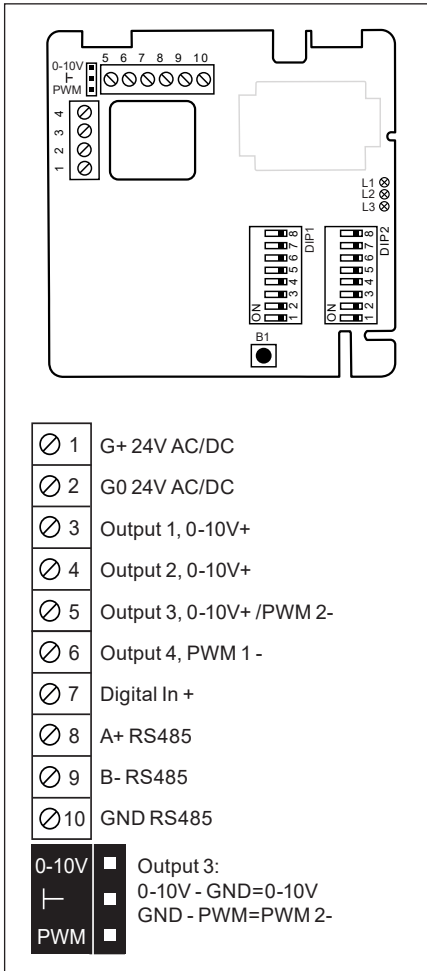 0-10V
PWM
5 6 7 8 9 10
4
3
2
1
L1
L2
L3
DIP1
8
7
6
5
4
3
2
1
ON
DIP2
8
7
6
5
4
3
2
1
ON
B1
1 G+ 24V AC/DC
2 G0 24V AC/DC
3 Output 1, 0-10V+
4 Output 2, 0-10V+
5 Output 3, 0-10V+ /PWM 2-
6 Output 4, PWM 1 -
7 Digital In +
8 A+ RS485
9 B- RS485
10 GND RS485
0-10V
PWM
Output 3:
0-10V - GND=0-10V
GND - PWM=PWM 2-